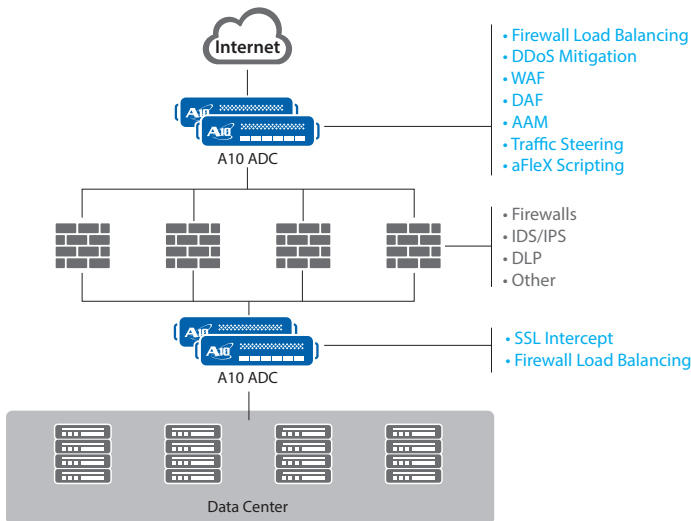 Internet
• Firewall Load Balancing
• DDoS Mitigation
• WAF
• DAF
• AAM
• Traffic Steering
• aFleX Scripting
A10
A10
A10 ADC
• Firewalls
• IDS/IPS
• DLP
• Other
A10
A10
A10 ADC
• SSL Intercept
• Firewall Load Balancing
Data Center